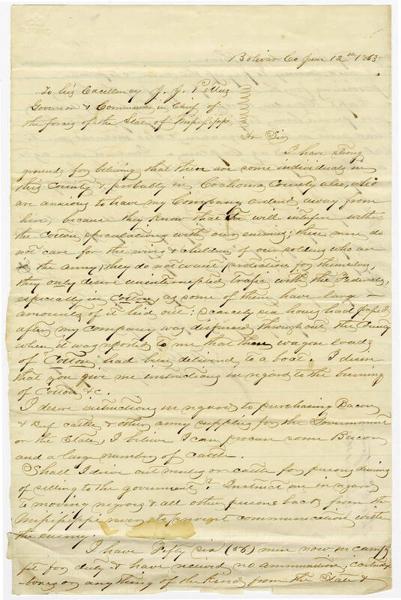 Bolivar Co Jan 12th 1863
To his Excellency J. J. Pettus
Governor & Commander in Chief of
the forces of the State of Mississippi
Dr Sir
I have strong
ground for believing that there are some individuals in
this County & probably in Coahoma County also, who
are anxious to have my Company ordered away from
here, because they know that it will interfere with
the Cotton speculations with our enemy; these men do
not care for the wives & children of our soldiers who are
in the army, they do not want protection for themselves,
they only desire uninterrupted trafic with the Federals,
especially in Cotton, as some of them have large
amounts of it hid out; Scarcely six hours had passed
after my Company was dispersed throughout the County
when it was reported to me that three wagon loads
of Cotton had been delivered to a boat. I desire
that you give me instructions in regard to the burning
of Cotton &c.
I desire instructions in regard to purchasing Bacon
& Beef cattle & other army supplies for the Government
or the State, I believe I can procure some Bacon
and a large number of cattle.
Shall I drive out mules or cattle for persons
of selling to the government & Instruct me in regard
to moving negroes & all other persons back from the
Mississippi river to prevent communication with
the enemy.
I have Fifty six (56) men now in camp
fit for duty & have received no ammunition, cartridge
boxes or any thing of the kind from the State &